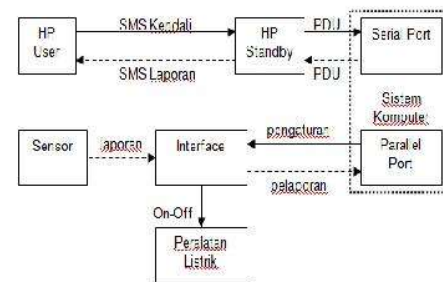 HP
User
SMS Kendali
SMS Laporan
HP
Standby
PDU
PDU
Serial Port
Sistem
Komputer
Sensor
laporan
Interface
pengaturan
pelaporan
Parallel
Port
On-Off
Peralatan
Listrik